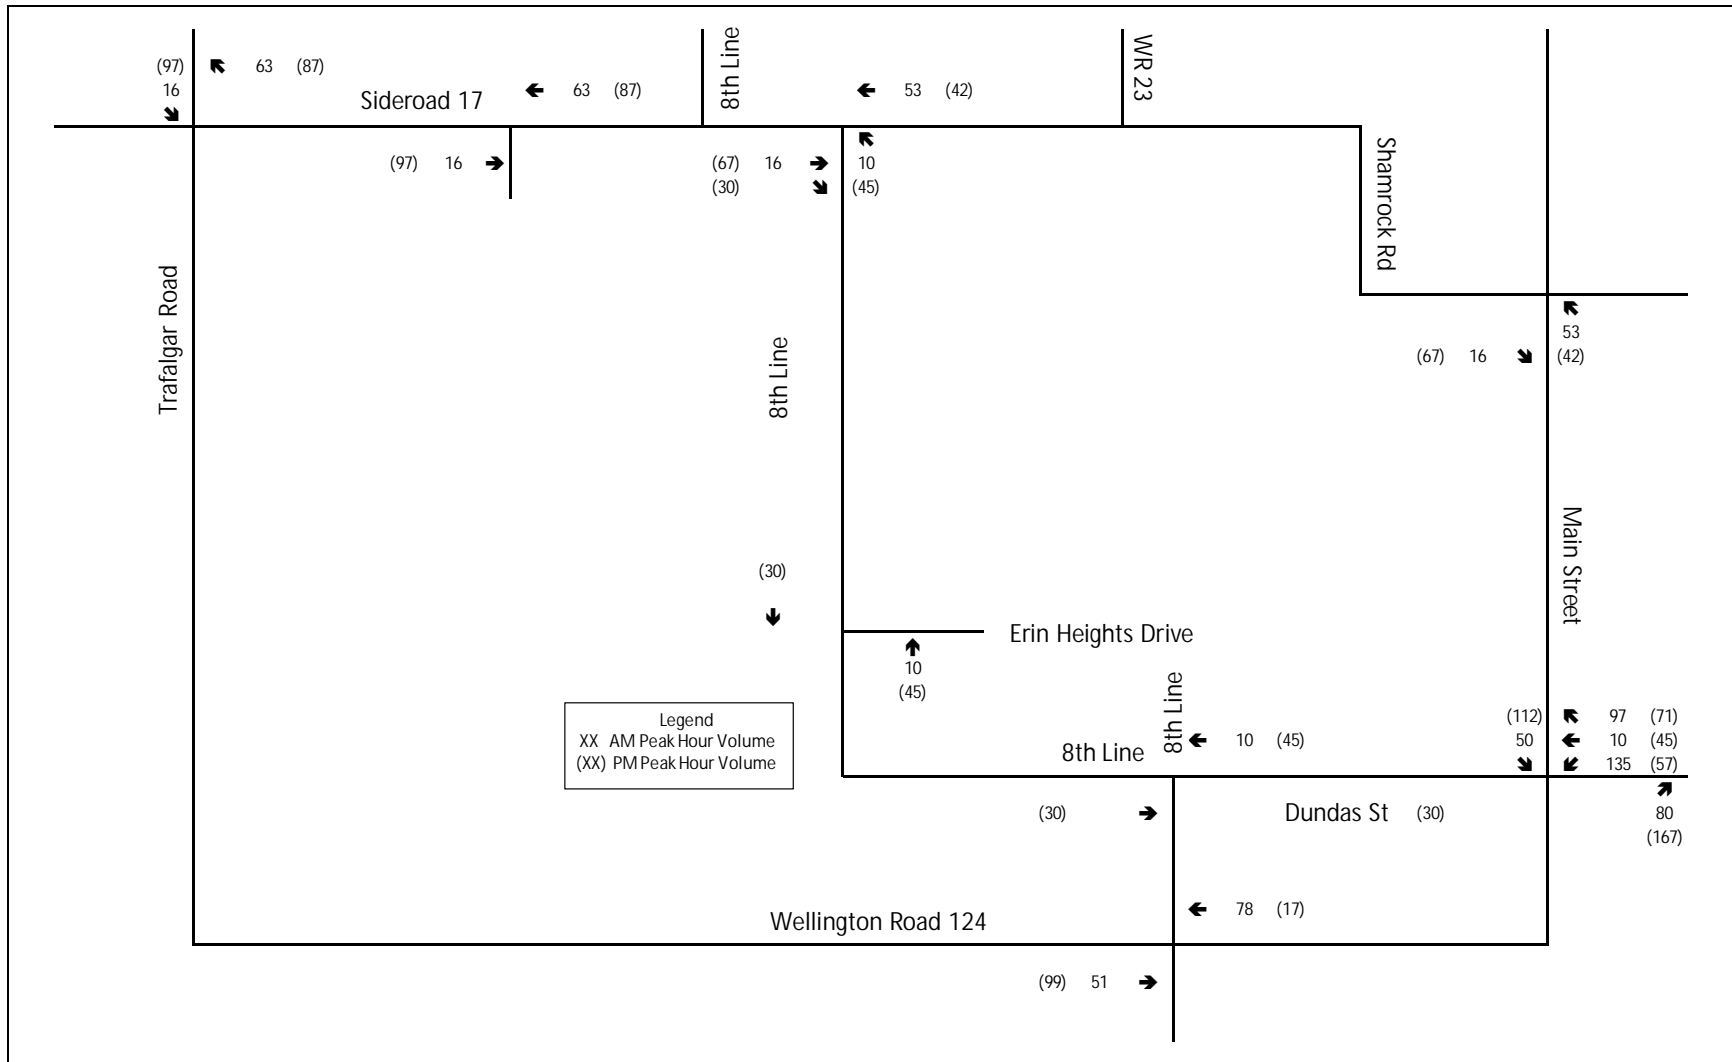 (97) 63 (87)
16
Sideroad 17
63 (87)
8th Line
53 (42)
WR 23
(97) 16
(67) 16 10
(30) (45)
Shamrock Rd
Trafalgar Road
8th Line
53
(67) 16 (42)
Main Street
(30)
Erin Heights Drive
10
(45)
Legend
XX AM Peak Hour Volume
(XX) PM Peak Hour Volume
8th Line
8th Line
10 (45)
(112) 97 (71)
50 10 (45)
135 (57)
(30)
Dundas St (30)
80
(167)
Wellington Road 124
78 (17)
(99) 51